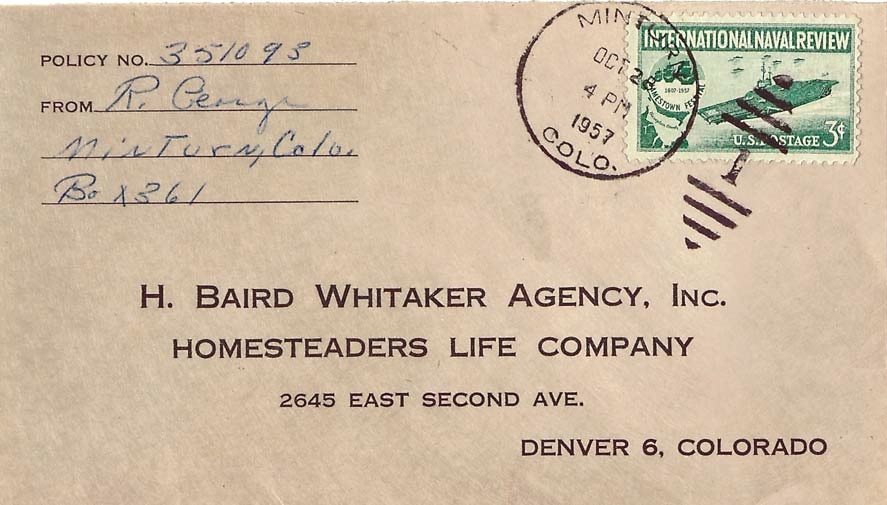 POLICY NO. 351093
FROM R. George
Minturn, Colo.
Box 361
MINTURN
OCT 28
4 PM
1957
COLO.
INTERNATIONAL NAVAL REVIEW
1607-1957
JAMESTOWN FESTIVAL
U.S. POSTAGE 3¢
H. BAIRD WHITAKER AGENCY, INC.
HOMESTEADERS LIFE COMPANY
2645 EAST SECOND AVE.
DENVER 6, COLORADO